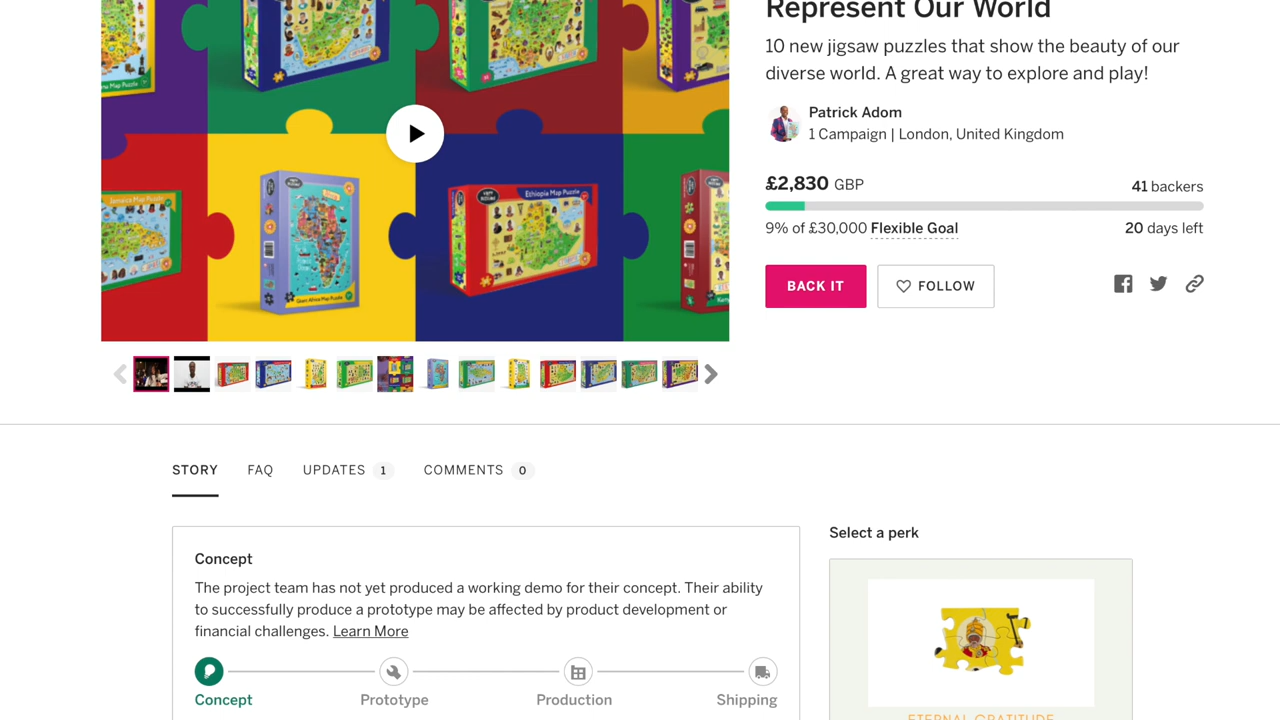 Represent Our World
10 new jigsaw puzzles that show the beauty of our
diverse world. A great way to explore and play!
Patrick Adom
1 Campaign | London, United Kingdom
£2,830 GBP
41 backers
9% of £30,000 Flexible Goal
20 days left
BACK IT
FOLLOW
Jamaica Map Puzzle
Ethiopia Map Puzzle
Giant Africa Map Puzzle
STORY
FAQ
UPDATES 1
COMMENTS 0
Concept
The project team has not yet produced a working demo for their concept. Their ability
to successfully produce a prototype may be affected by product development or
financial challenges. Learn More
Concept
Prototype
Production
Shipping
Select a perk
ETERNAL GRATITUDE